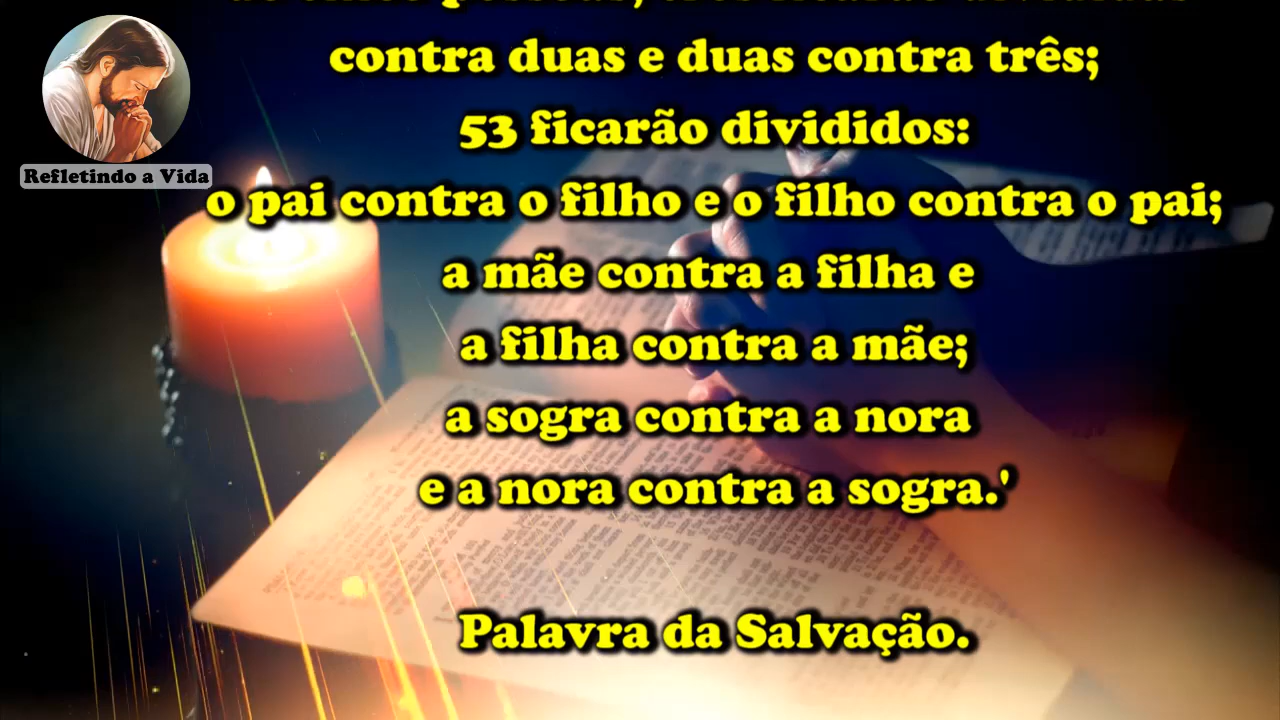 contra duas e duas contra três;
53 ficarão divididos:
Refletindo a Vida
o pai contra o filho e o filho contra o pai;
a mãe contra a filha e
a filha contra a mãe;
a sogra contra a nora
e a nora contra a sogra.'
Palavra da Salvação.